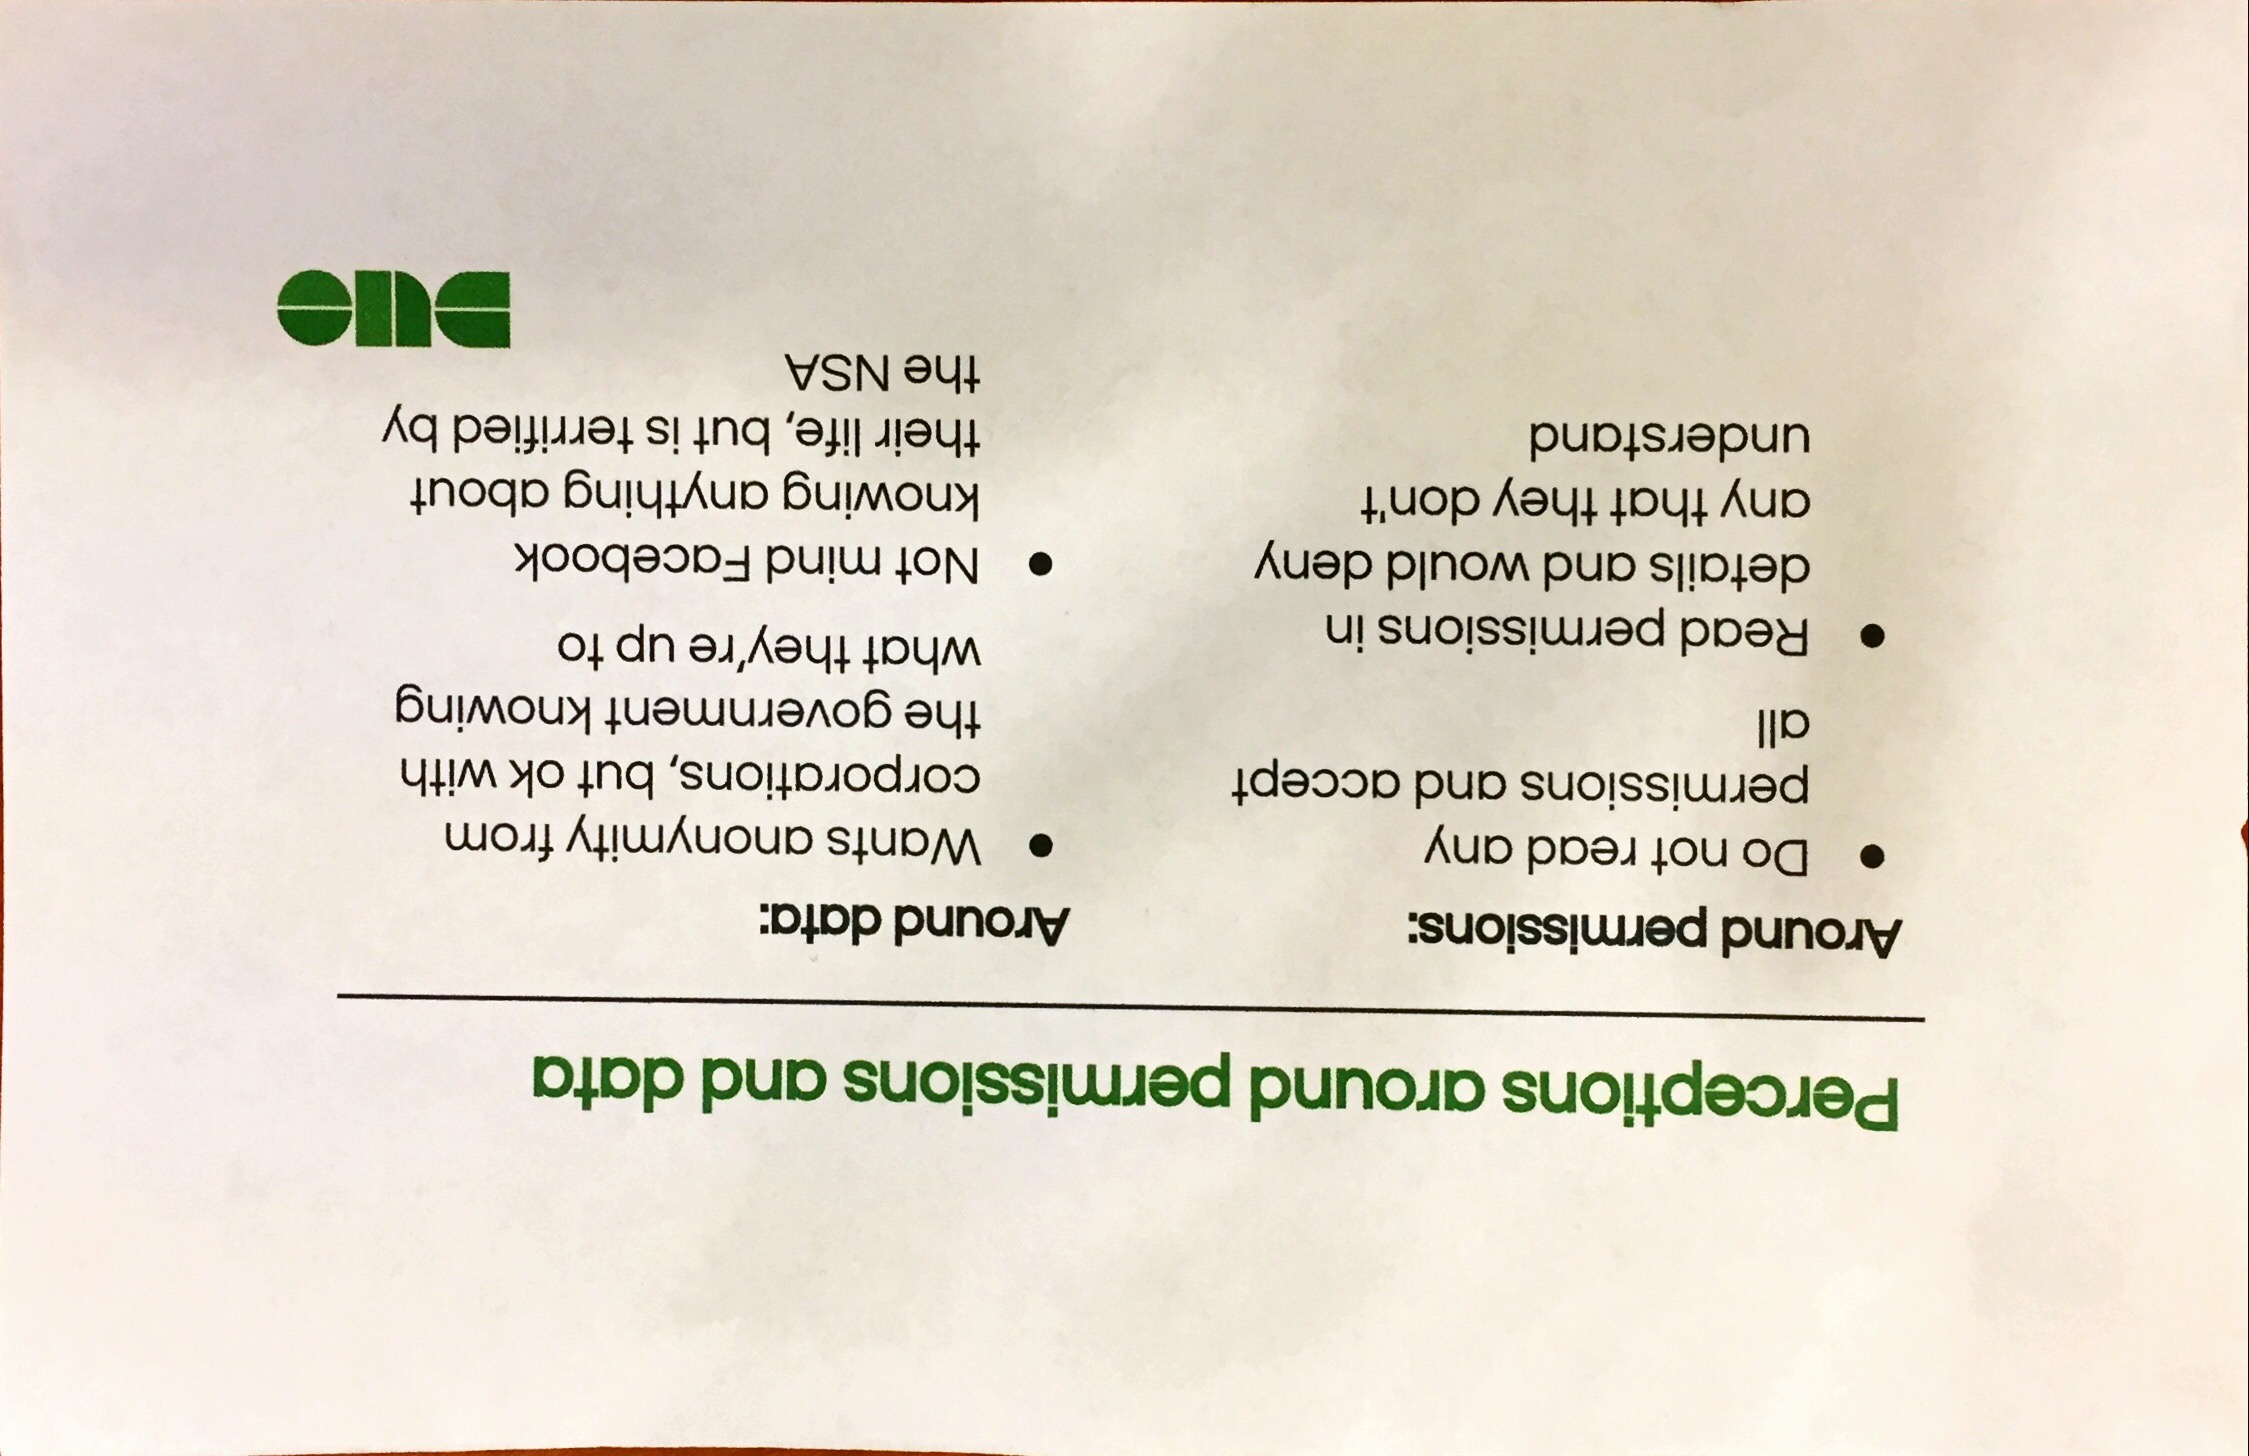 Perceptions around permissions and data
Around permissions:
● Do not read any
permissions and accept
all
● Read permissions in
details and would deny
any that they don't
understand
Around data:
● Wants anonymity from
corporations, but ok with
the government knowing
what they're up to
● Not mind Facebook
knowing anything about
their life, but is terrified by
the NSA
DUO